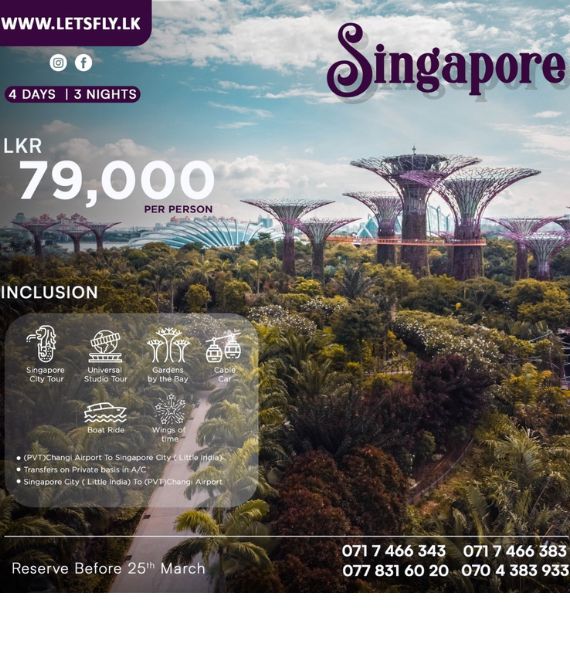 WWW.LETSFLY.LK
4 DAYS | 3 NIGHTS
Singapore
LKR
79,000
PER PERSON
INCLUSION
Singapore
City Tour
Universal
Studio Tour
Gardens
by the Bay
Cable
Car
Boat Ride
Wings of
time
• (PVT)Changi Airport To Singapore City ( Little India)
• Transfers on Private basis in A/C
• Singapore City ( Little India) To (PVT)Changi Airport
Reserve Before 25th March
071 7 466 343 071 7 466 383
077 831 60 20 070 4 383 933